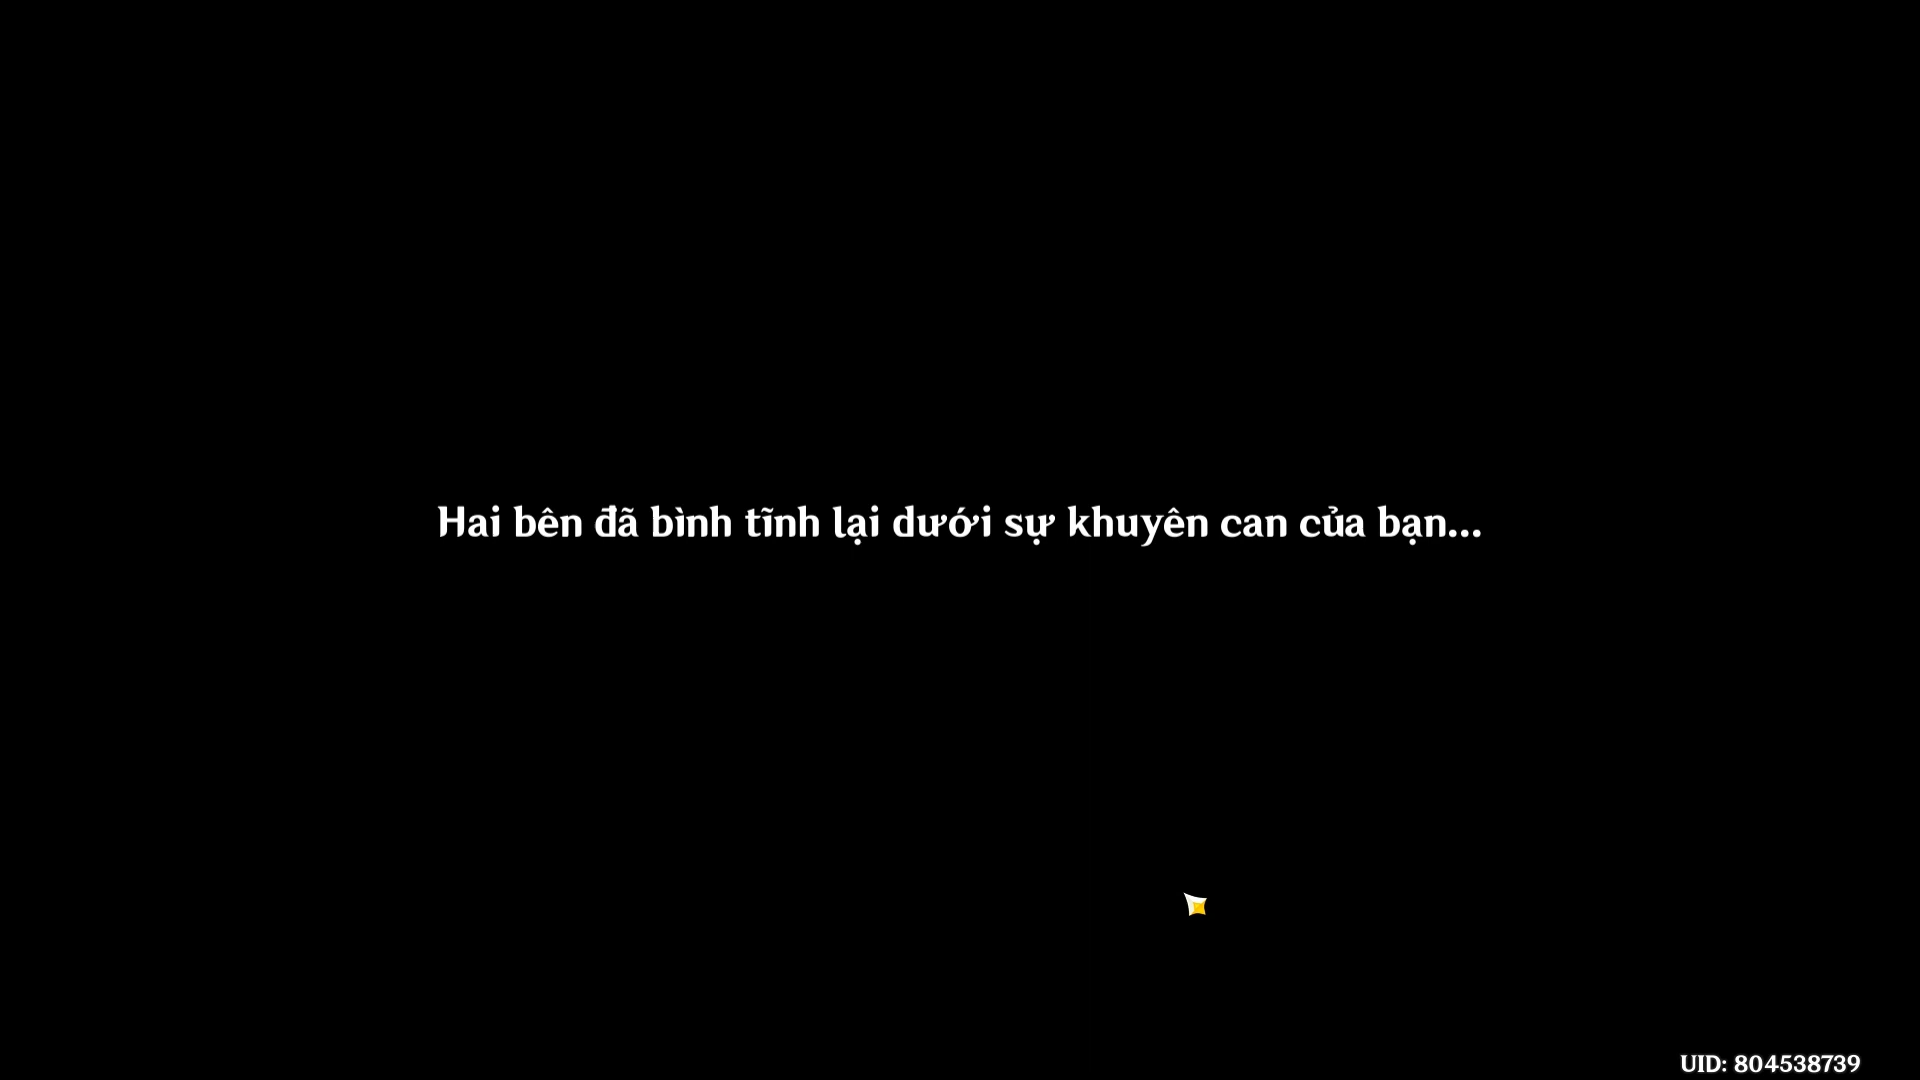 Hai bên đã bình tĩnh lại dưới sự khuyên can của bạn...
UID: 804538739